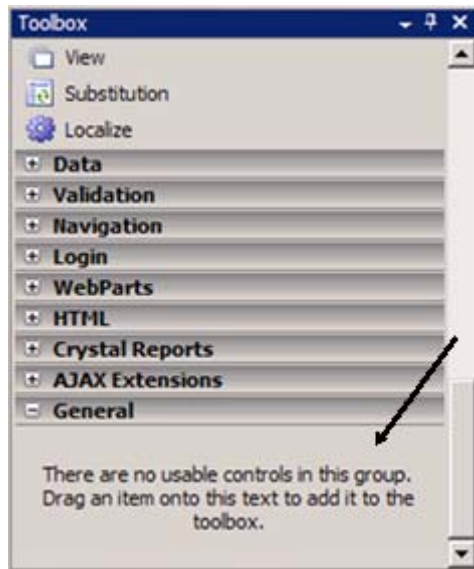 Toolbox
View
Substitution
Localize
Data
Validation
Navigation
Login
WebParts
HTML
Crystal Reports
AJAX Extensions
General
There are no usable controls in this group.
Drag an item onto this text to add it to the
toolbox.